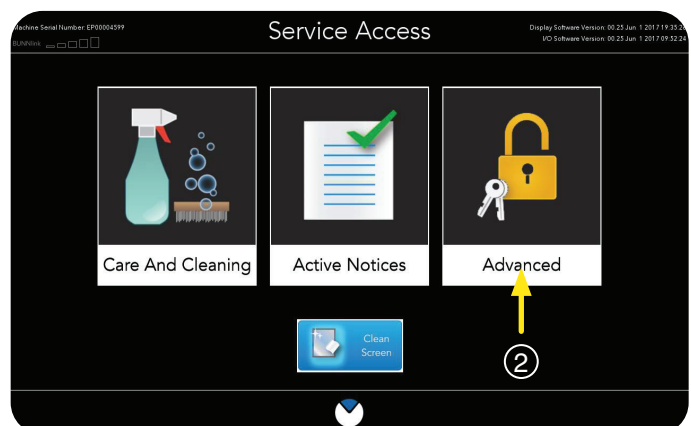 Machine Serial Number: EP00004599
Service Access
Display Software Version: 00.25 Jun 1 2017 19:35:26
I/O Software Version: 00.25 Jun 1 2017 09:52:24
BUNNlink
Care And Cleaning
Active Notices
Advanced
Clean
Screen
2